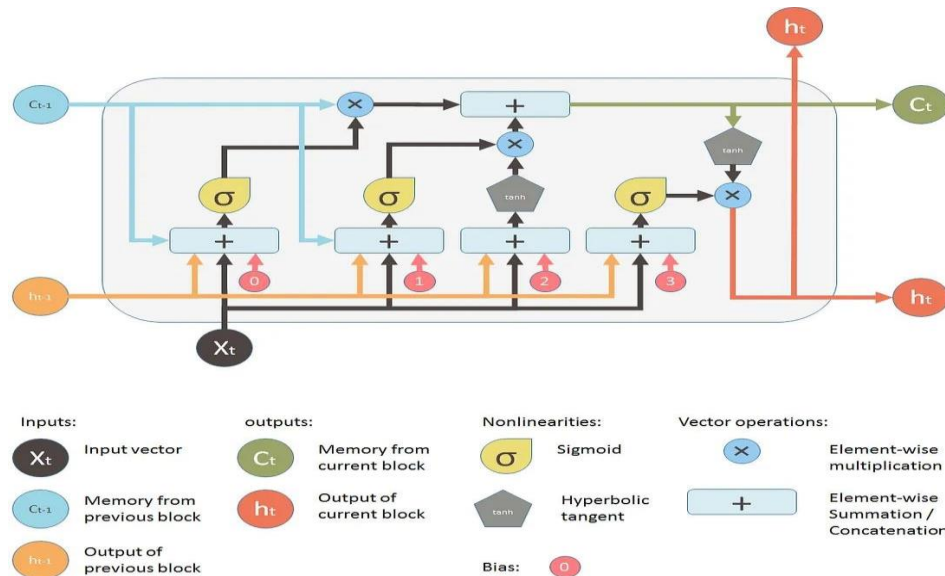 ht
Ct-1
×
+
Ct
tanh
×
σ
σ
tanh
σ
×
+
+
+
+
ht-1
0
1
2
3
ht
Xt
Inputs:
outputs:
Nonlinearities:
Vector operations:
Xt
Input vector
Ct
Memory from
current block
σ
Sigmoid
×
Element-wise
multiplication
Ct-1
Memory from
previous block
ht
Output of
current block
tanh
Hyperbolic
tangent
+
Element-wise
Summation /
Concatenation
ht-1
Output of
previous block
Bias:
0